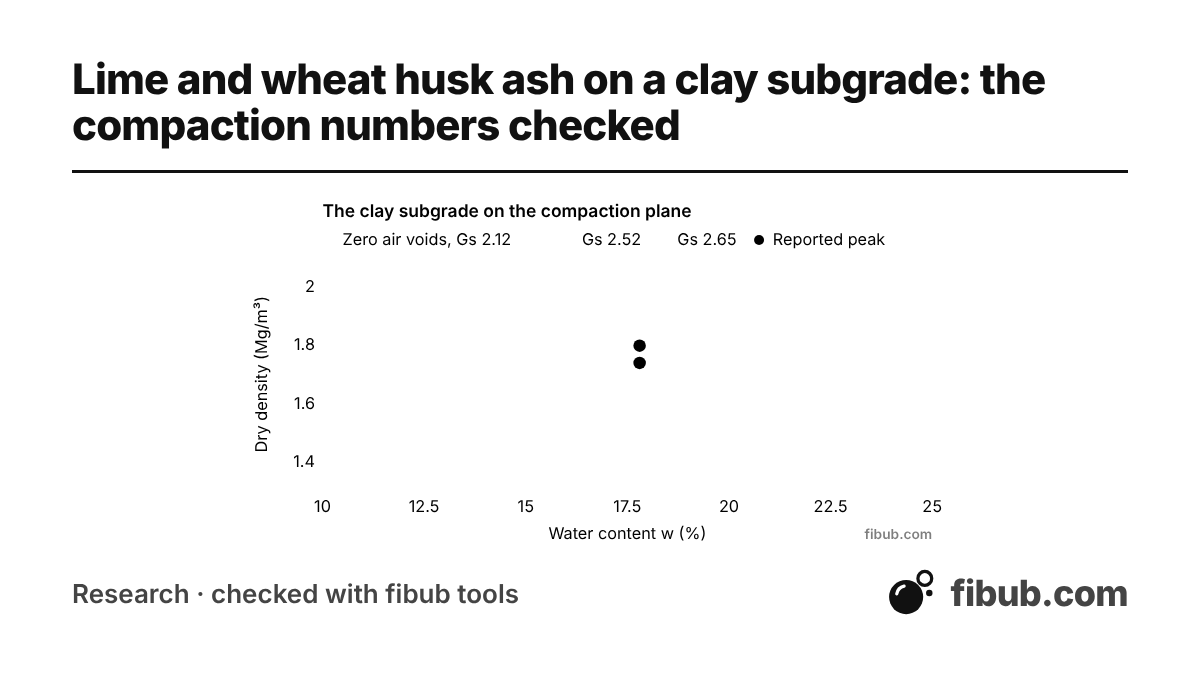 Lime and wheat husk ash on a clay subgrade: the
compaction numbers checked
The clay subgrade on the compaction plane
Zero air voids, Gs 2.12 Gs 2.52 Gs 2.65 Reported peak
Dry density (Mg/m³)
2
1.8
1.6
1.4
10 12.5 15 17.5 20 22.5 25
Water content w (%)
fibub.com
Research · checked with fibub tools
fibub.com